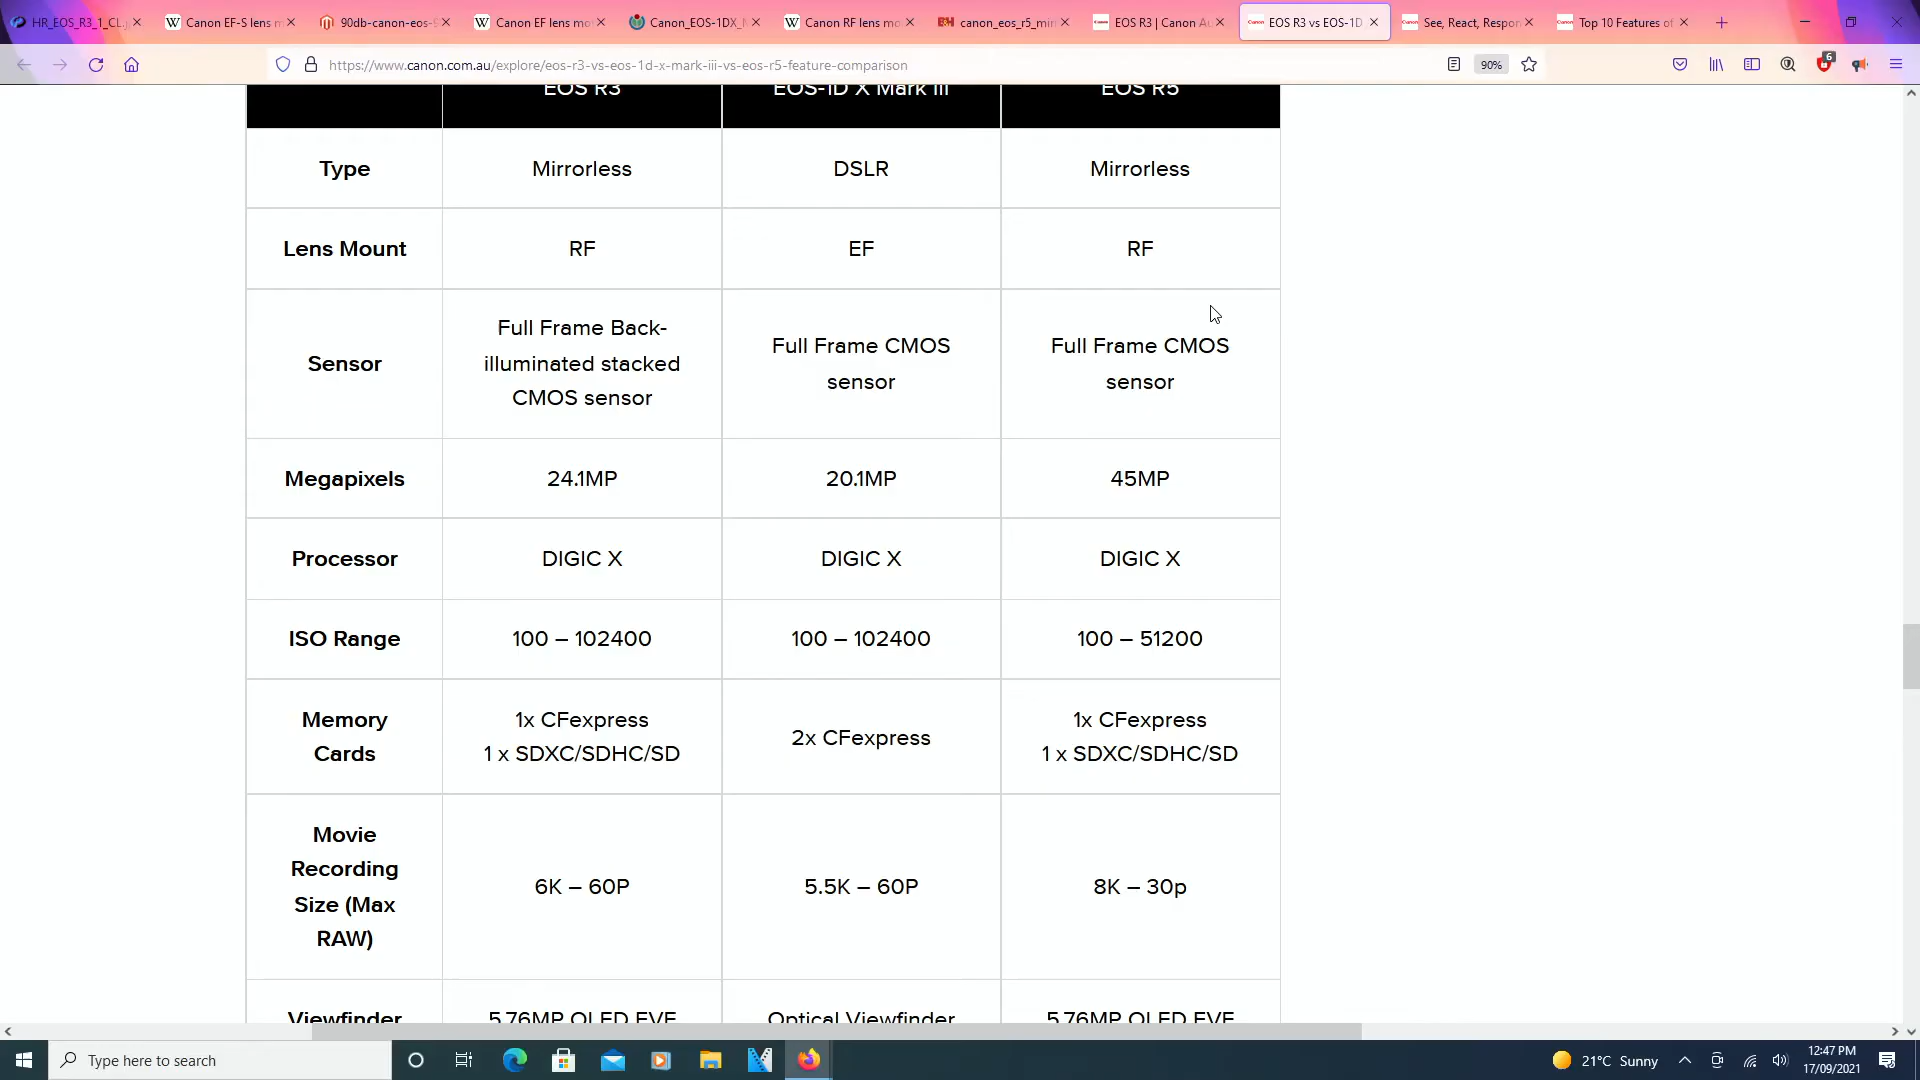 HR_EOS_R3_1_CL.j
Canon EF-S lens m
90db-canon-eos-9
Canon EF lens mo
Canon_EOS-1DX_M
Canon RF lens mo
canon_eos_r5_mir
EOS R3 | Canon Au
EOS R3 vs EOS-1D
See, React, Respon
Top 10 Features of
https://www.canon.com.au/explore/eos-r3-vs-eos-1d-x-mark-iii-vs-eos-r5-feature-comparison
90%
6
EOS R3 EOS-1D X Mark III EOS R5
Type Mirrorless DSLR Mirrorless
Lens Mount RF EF RF
Sensor
Full Frame Back-
illuminated stacked
CMOS sensor
Full Frame CMOS
sensor
Full Frame CMOS
sensor
Megapixels 24.1MP 20.1MP 45MP
Processor DIGIC X DIGIC X DIGIC X
ISO Range 100 – 102400 100 – 102400 100 – 51200
Memory
Cards
1x CFexpress
1 x SDXC/SDHC/SD
2x CFexpress
1x CFexpress
1 x SDXC/SDHC/SD
Movie
Recording
Size (Max
RAW)
6K – 60P
5.5K – 60P
8K – 30p
Viewfinder 5.76MP OLED EVF Optical Viewfinder 5.76MP OLED EVF
Type here to search
21°C Sunny
12:47 PM
17/09/2021